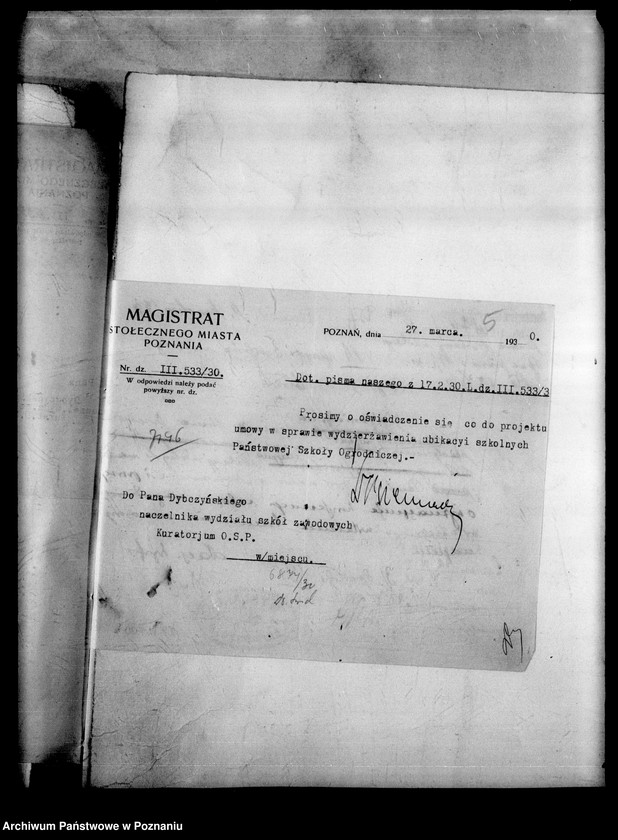 5
MAGISTRAT
STOŁECZNEGO MIASTA
POZNANIA
POZNAŃ, dnia 27. marca. 1930.
Nr. dz. III.533/30.
W odpowiedzi należy podać
powyższy nr. dz.
Dot. pisma naszego z 17.2.30.L.dz.III.533/3
Prosimy o oświadczenie się co do projektu
umowy w sprawie wydzierżawienia ubikacyi szkolnych
Państwowej Szkoły Ogrodniczej.-
7496
Do Pana Dybczyńskiego
naczelnika wydziału szkół zawodowych
Kuratorjum O.S.P.
w/miejscu.
Archiwum Państwowe w Poznaniu